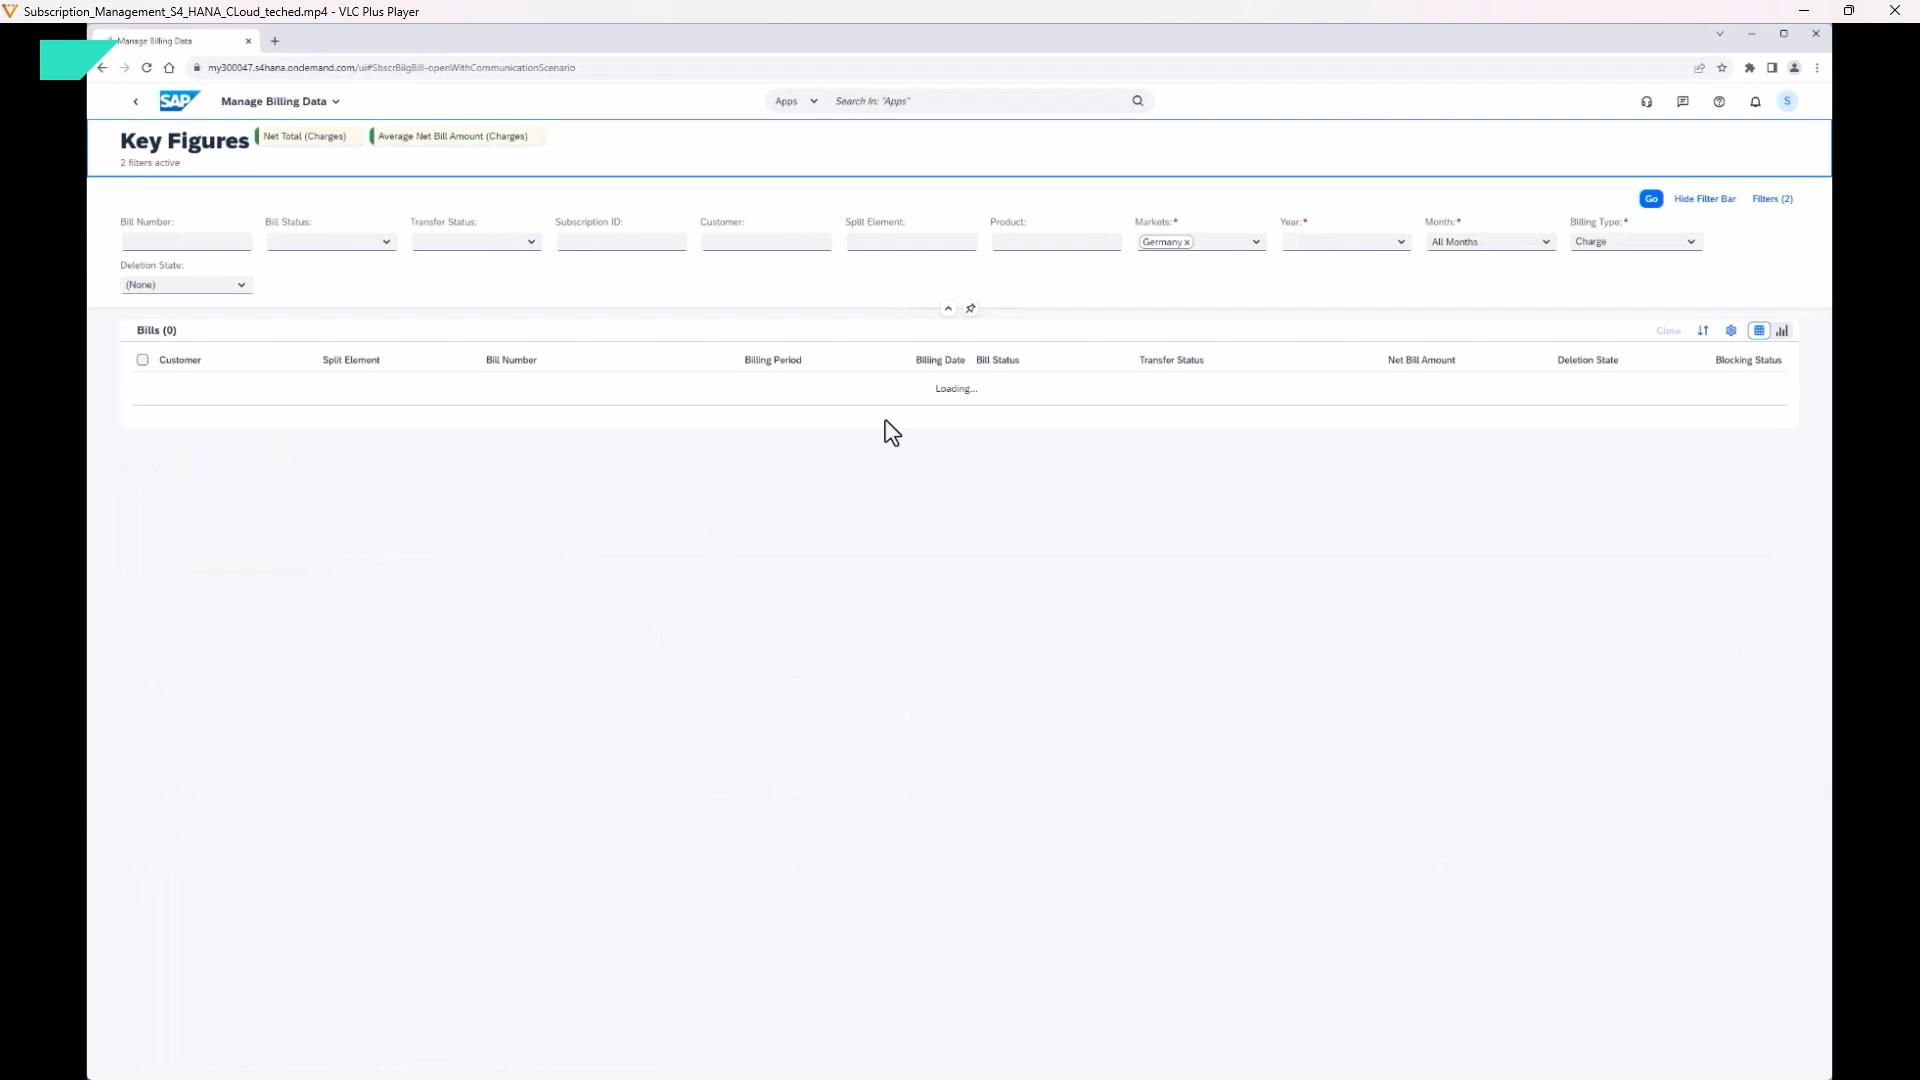 Subscription_Management_S4_HANA_CLoud_teched.mp4 - VLC Plus Player
Manage Billing Data
my300047.s4hana.ondemand.com/ui#SbscrBilgBill-openWithCommunicationScenario
SAP Manage Billing Data Apps Search In: "Apps" S
Key Figures Net Total (Charges) Average Net Bill Amount (Charges)
2 filters active
Go Hide Filter Bar Filters (2)
Bill Number: Bill Status: Transfer Status: Subscription ID: Customer: Split Element: Product: Markets:* Year:* Month:* Billing Type:*
Germany All Months Charge
Deletion State:
(None)
Bills (0) Close
Customer Split Element Bill Number Billing Period Billing Date Bill Status Transfer Status Net Bill Amount Deletion State Blocking Status
Loading...